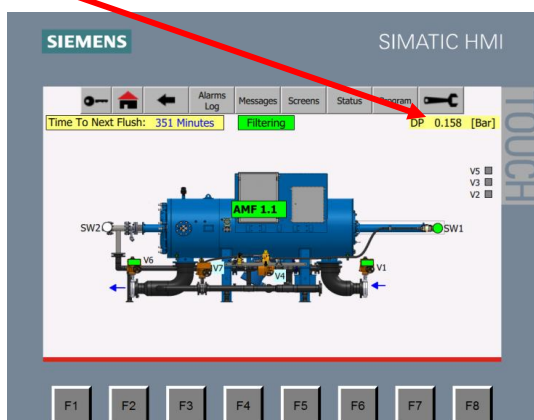 SIEMENS
SIMATIC HMI
TOUCH
Alarms Log
Messages
Screens
Status
Program
Time To Next Flush: 351 Minutes
Filtering
DP 0.158 [Bar]
V5
V3
V2
AMF 1.1
SW2
SW1
V6
V7
V4
V1
F1
F2
F3
F4
F5
F6
F7
F8